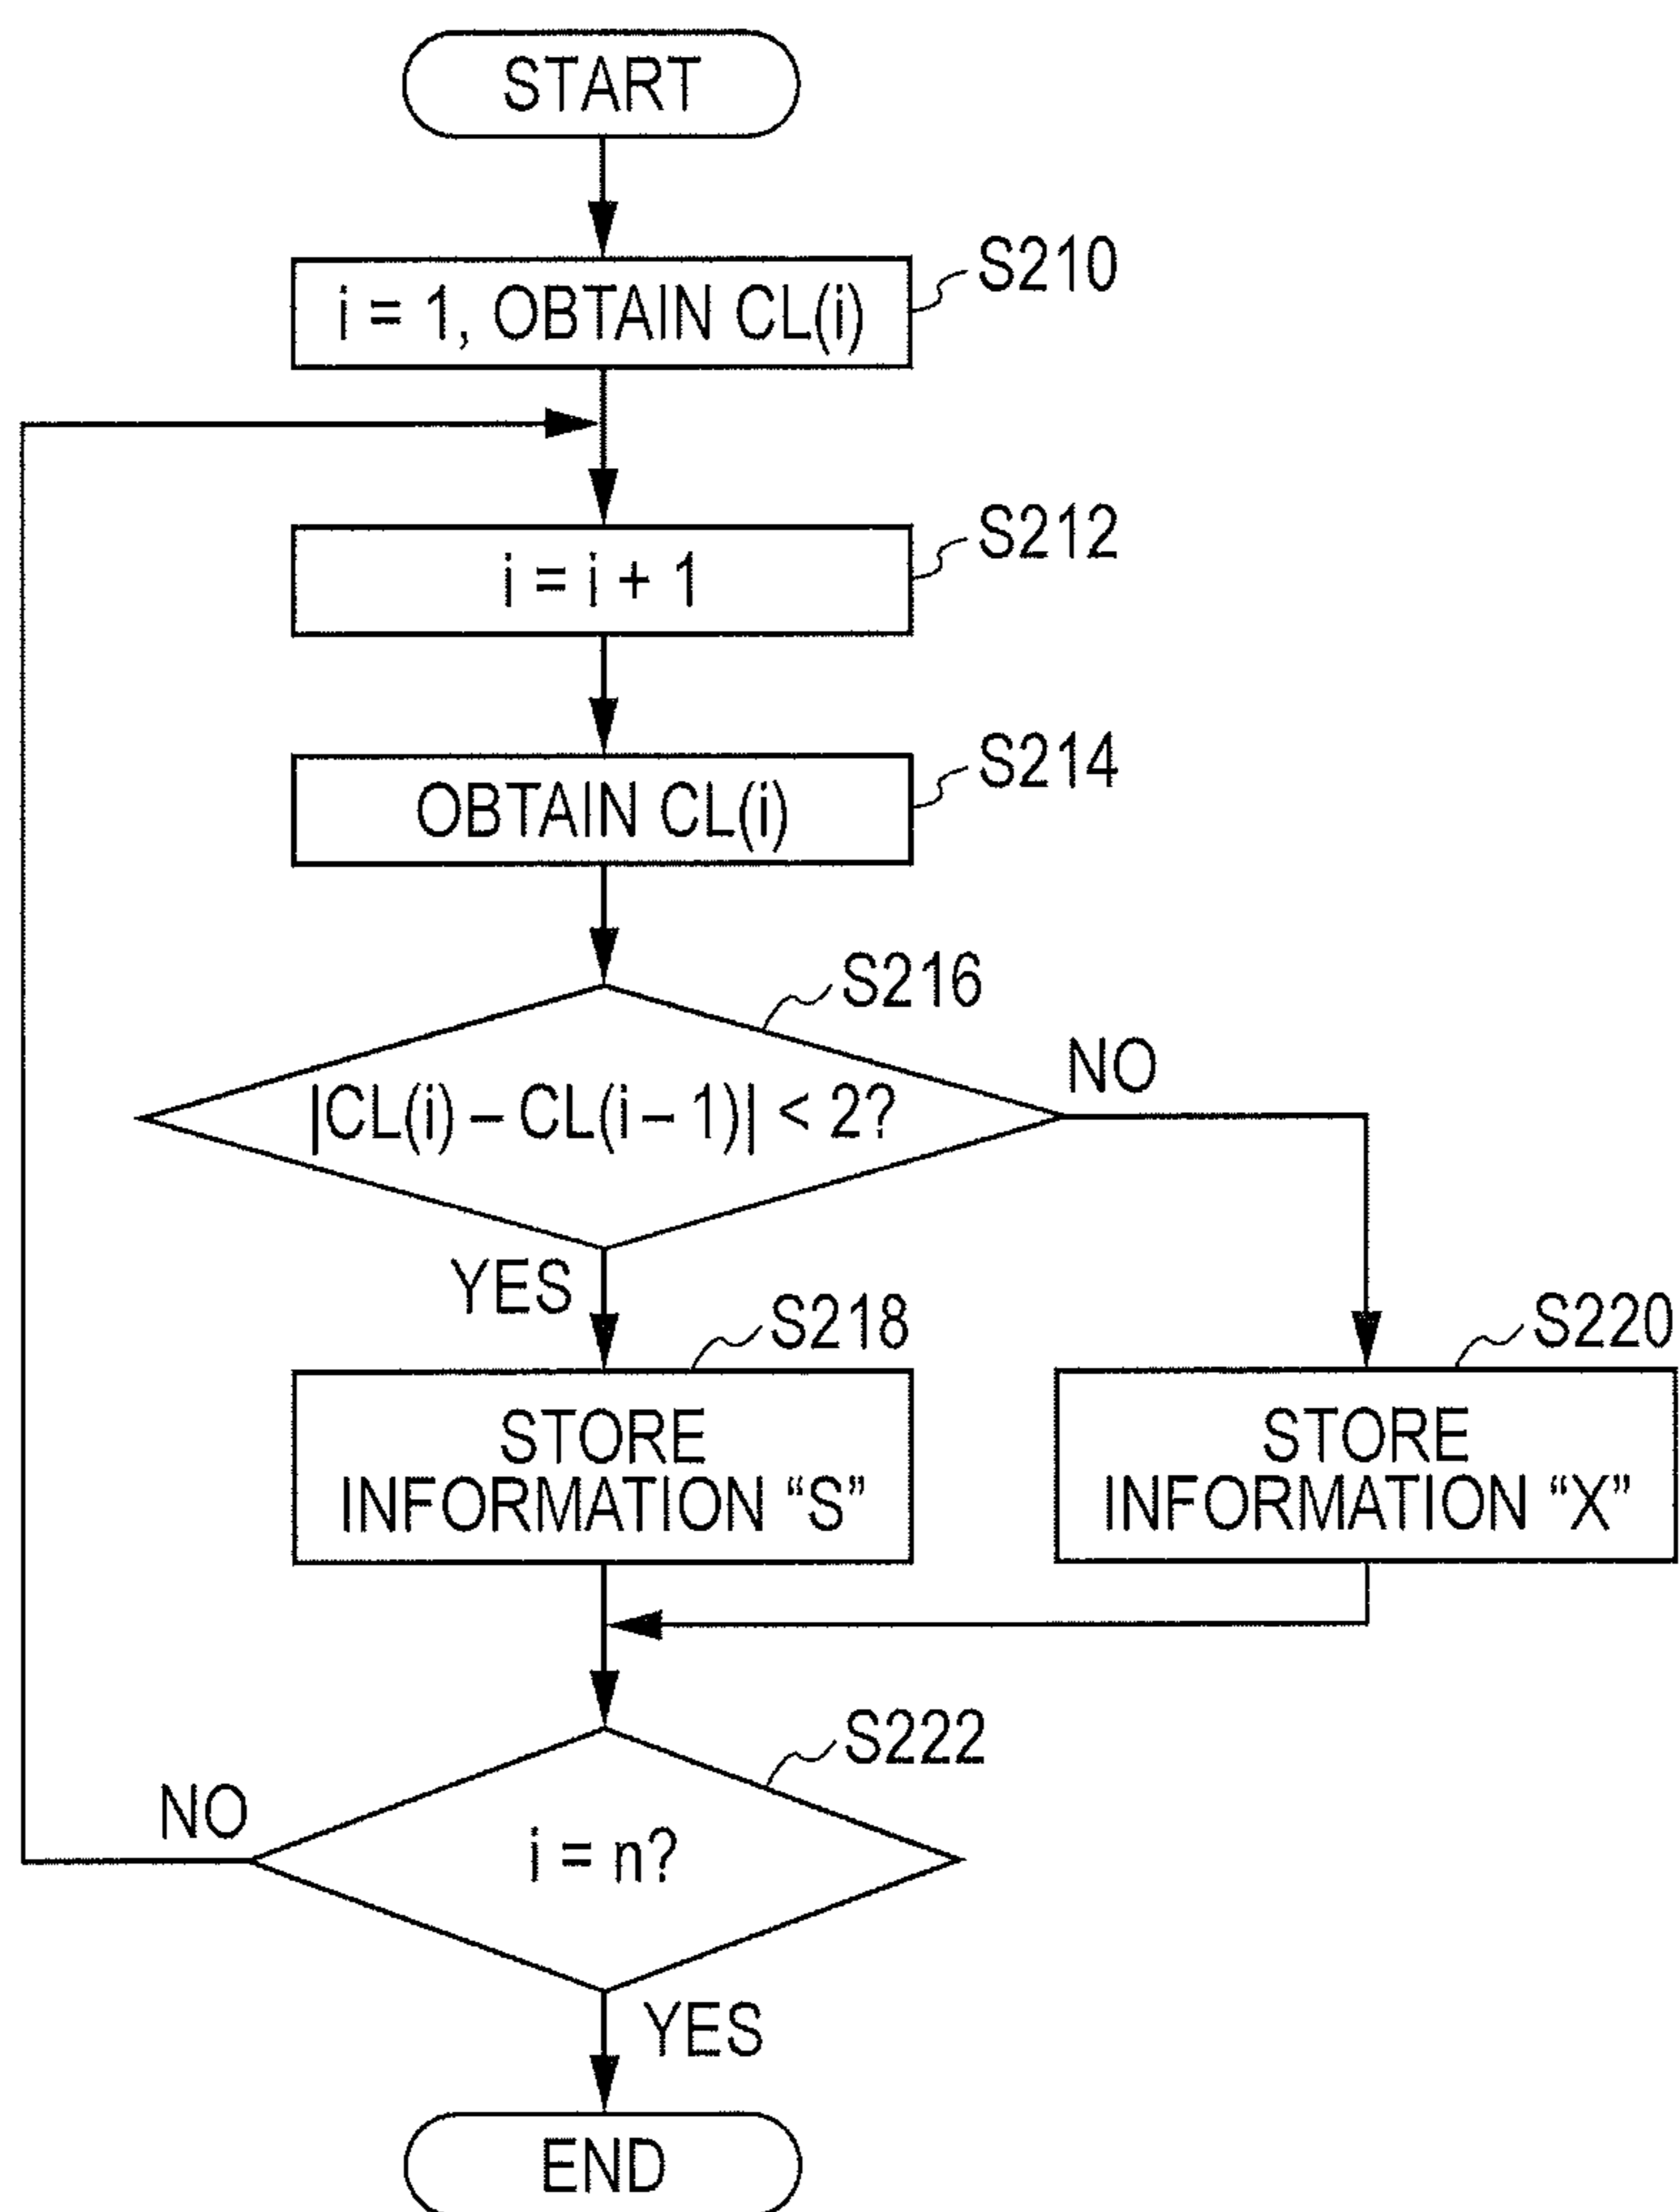 START
S210
i = 1, OBTAIN CL(i)
S212
i = i + 1
S214
OBTAIN CL(i)
S216
|CL(i) – CL(i – 1)| < 2?
NO
YES
S218
STORE
INFORMATION “S”
S220
STORE
INFORMATION “X”
S222
i = n?
NO
YES
END